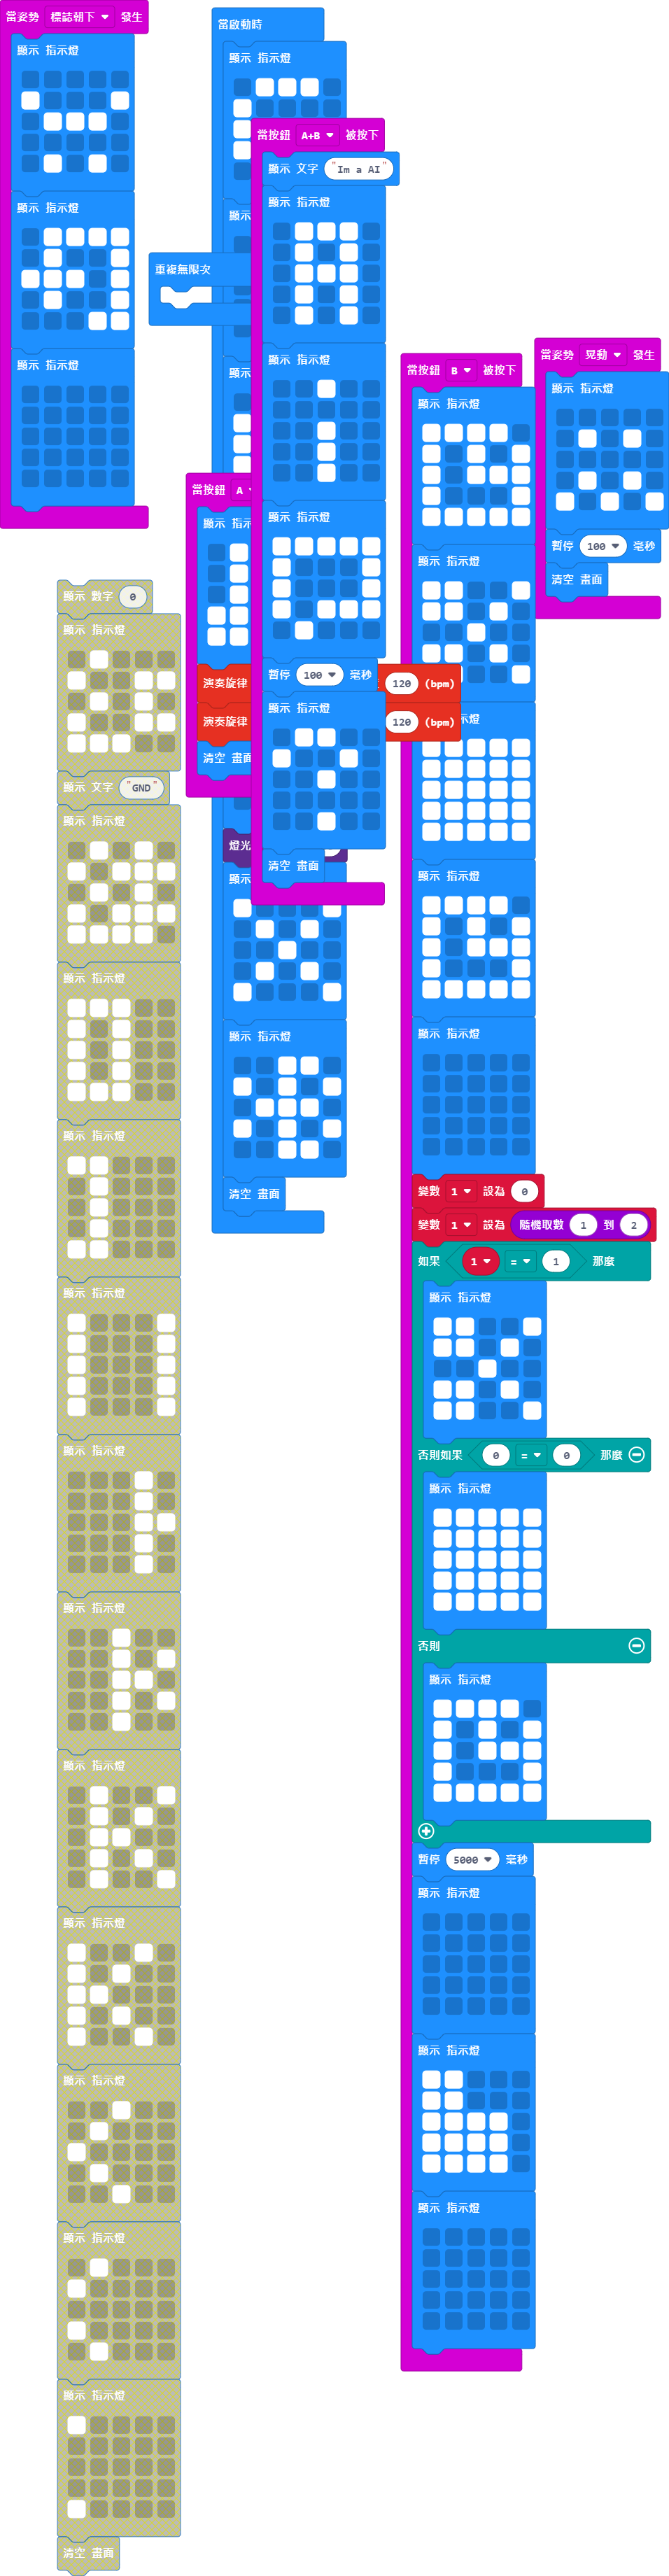 當姿勢 標誌朝下 發生
顯示 指示燈
顯示 指示燈
顯示 指示燈
當啟動時
顯示 指示燈
顯示
顯示
燈光
顯示
顯示 指示燈
清空 畫面
重複無限次
當按鈕 A+B 被按下
顯示 文字 "Im a AI"
顯示 指示燈
顯示 指示燈
顯示 指示燈
暫停 100 毫秒
顯示 指示燈
清空 畫面
當按鈕 A
顯示
演奏旋律 120 (bpm)
演奏旋律 120 (bpm)
清空 畫面
當按鈕 B 被按下
顯示 指示燈
顯示 指示燈
指示燈
顯示 指示燈
顯示 指示燈
變數 1 設為 0
變數 1 設為 隨機取數 1 到 2
如果 1 = 1 那麼
顯示 指示燈
否則如果 0 = 0 那麼
顯示 指示燈
否則
顯示 指示燈
暫停 5000 毫秒
顯示 指示燈
顯示 指示燈
顯示 指示燈
當姿勢 晃動 發生
顯示 指示燈
暫停 100 毫秒
清空 畫面
顯示 數字 0
顯示 指示燈
顯示 文字 "GND"
顯示 指示燈
顯示 指示燈
顯示 指示燈
顯示 指示燈
顯示 指示燈
顯示 指示燈
顯示 指示燈
顯示 指示燈
顯示 指示燈
顯示 指示燈
顯示 指示燈
清空 畫面